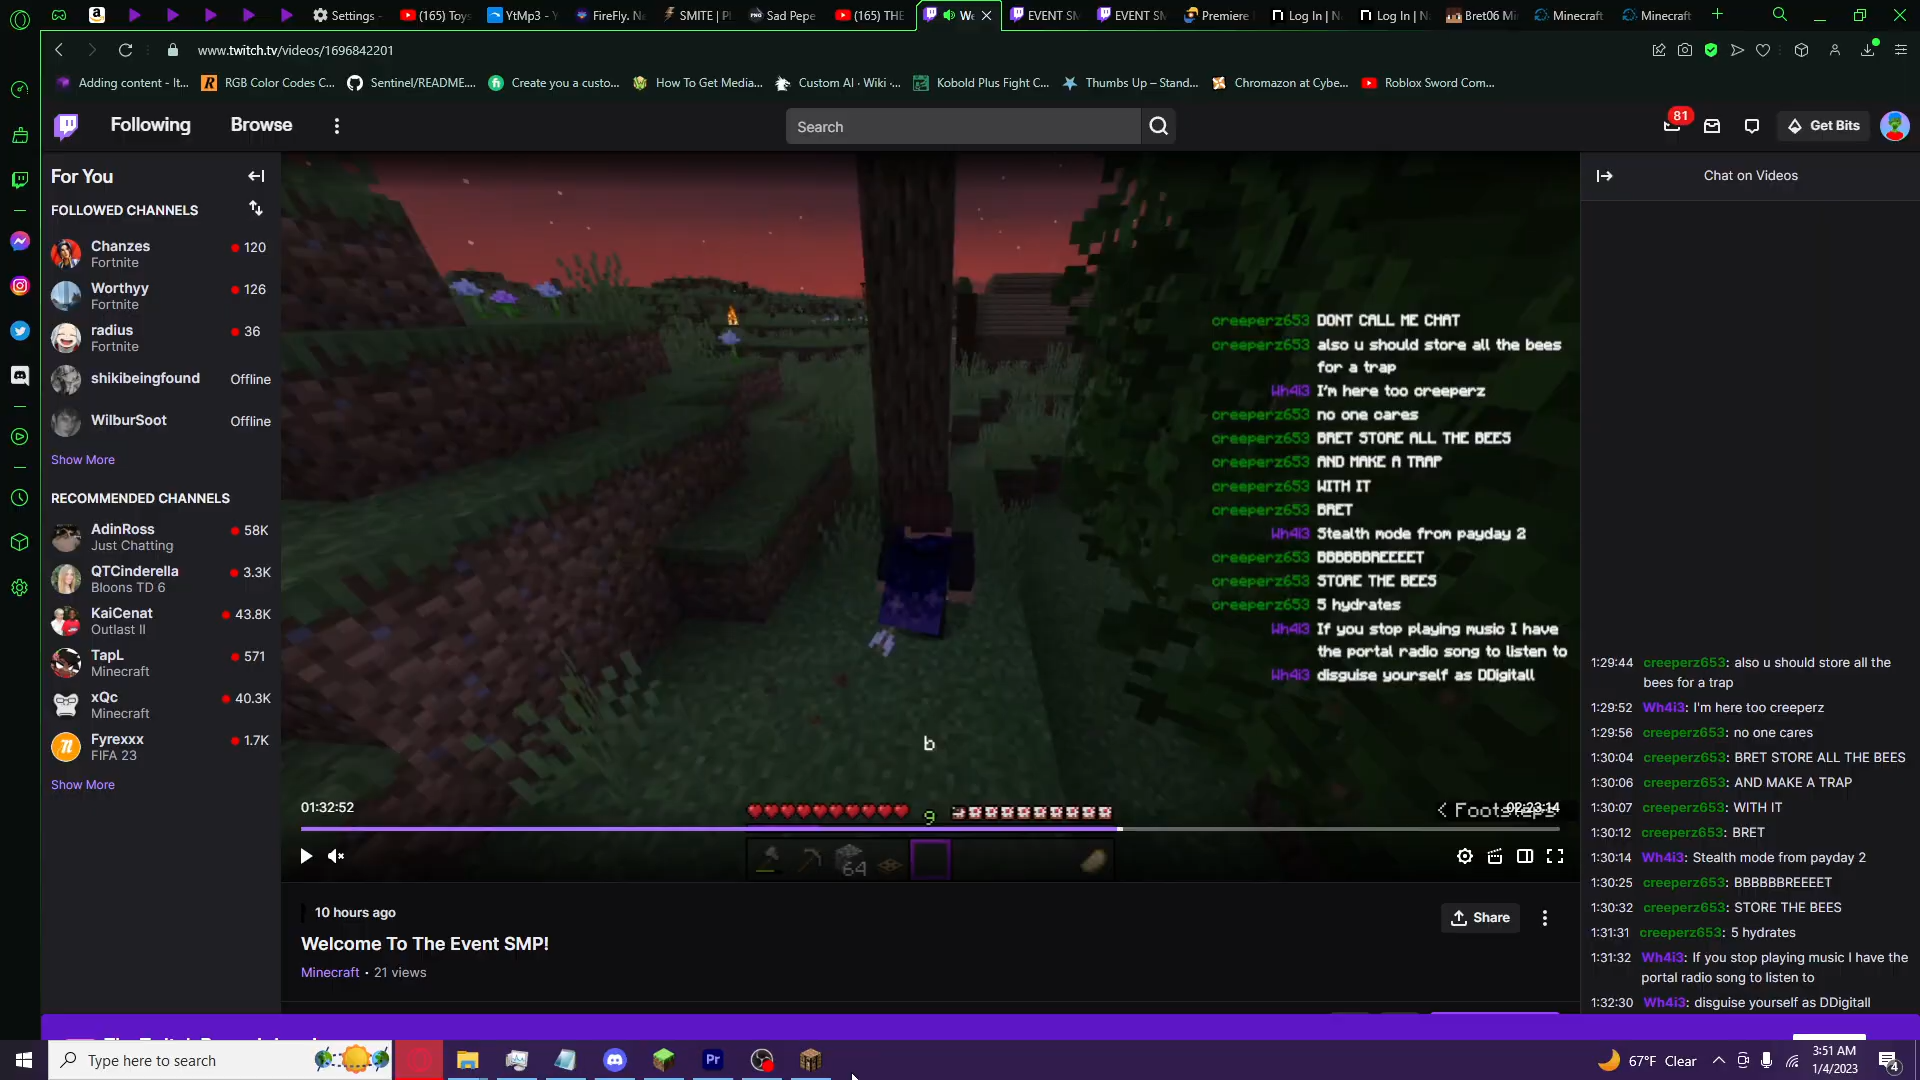 Settings -
(165) Toys
YtMp3 - Y
FireFly. N
SMITE | Pl
Sad Pepe
(165) THE
We
EVENT SM
EVENT SM
Premiere
Log In | N
Log In | N
Bret06 Mi
Minecraft
Minecraft
www.twitch.tv/videos/1696842201
Adding content - It...
RGB Color Codes C...
Sentinel/README....
Create you a custo...
How To Get Media...
Custom AI · Wiki ·...
Kobold Plus Fight C...
Thumbs Up – Stand...
Chromazon at Cybe...
Roblox Sword Com...
Following
Browse
Search
81
Get Bits
For You
FOLLOWED CHANNELS
Chanzes 120
Fortnite
Worthyy 126
Fortnite
radius 36
Fortnite
shikibeingfound Offline
WilburSoot Offline
Show More
RECOMMENDED CHANNELS
AdinRoss 58K
Just Chatting
QTCinderella 3.3K
Bloons TD 6
KaiCenat 43.8K
Outlast II
TapL 571
Minecraft
xQc 40.3K
Minecraft
Fyrexxx 1.7K
FIFA 23
Show More
creeperz653 DONT CALL ME CHAT
creeperz653 also u should store all the bees
for a trap
Wh4i3 I'm here too creeperz
creeperz653 no one cares
creeperz653 BRET STORE ALL THE BEES
creeperz653 AND MAKE A TRAP
creeperz653 WITH IT
creeperz653 BRET
Wh4i3 Stealth mode from payday 2
creeperz653 BBBBBBREEEET
creeperz653 STORE THE BEES
creeperz653 5 hydrates
Wh4i3 If you stop playing music I have
the portal radio song to listen to
Wh4i3 disguise yourself as DDigitall
b
01:32:52
9
< Footsteps
02:23:14
64
10 hours ago
Share
Welcome To The Event SMP!
Minecraft • 21 views
Chat on Videos
1:29:44 creeperz653: also u should store all the
bees for a trap
1:29:52 Wh4i3: I'm here too creeperz
1:29:56 creeperz653: no one cares
1:30:04 creeperz653: BRET STORE ALL THE BEES
1:30:06 creeperz653: AND MAKE A TRAP
1:30:07 creeperz653: WITH IT
1:30:12 creeperz653: BRET
1:30:14 Wh4i3: Stealth mode from payday 2
1:30:25 creeperz653: BBBBBBREEEET
1:30:32 creeperz653: STORE THE BEES
1:31:31 creeperz653: 5 hydrates
1:31:32 Wh4i3: If you stop playing music I have the
portal radio song to listen to
1:32:30 Wh4i3: disguise yourself as DDigitall
Type here to search
Pr
67°F Clear
3:51 AM
1/4/2023
4